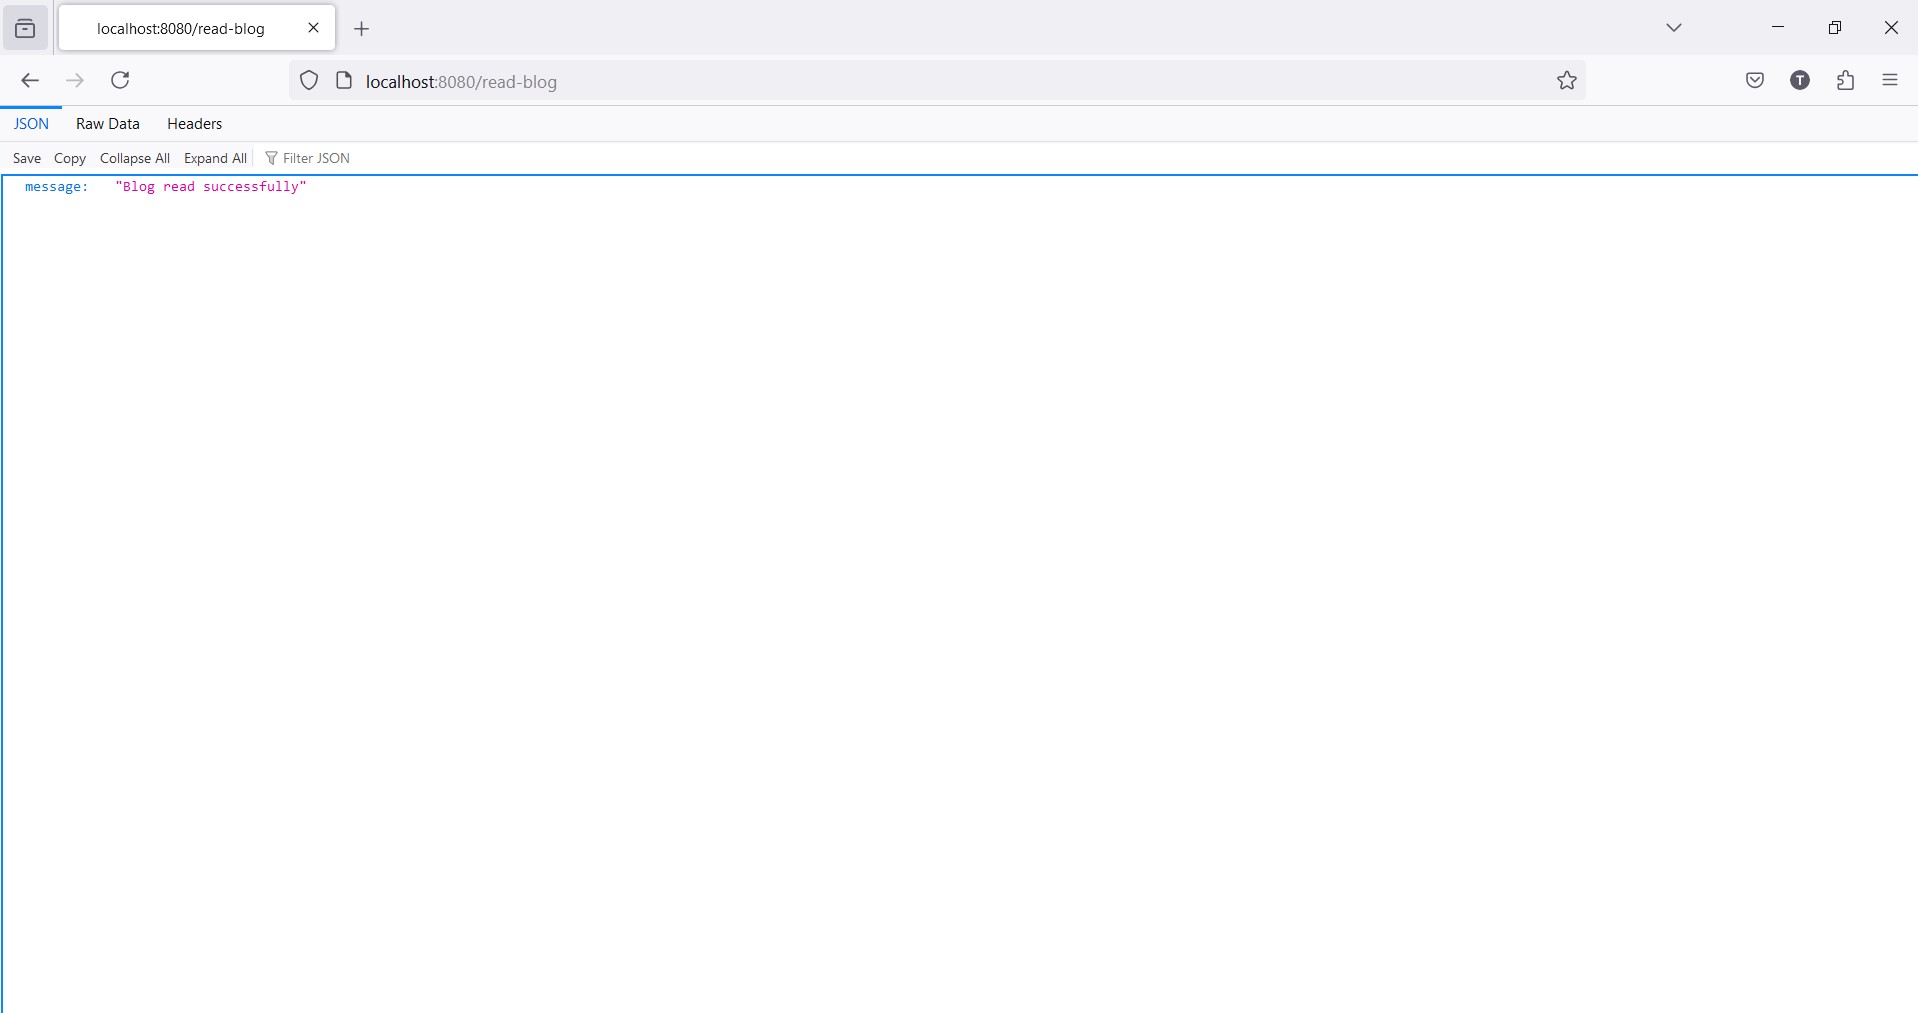 localhost:8080/read-blog
localhost:8080/read-blog
T
JSON Raw Data Headers
Save Copy Collapse All Expand All Filter JSON
message: "Blog read successfully"